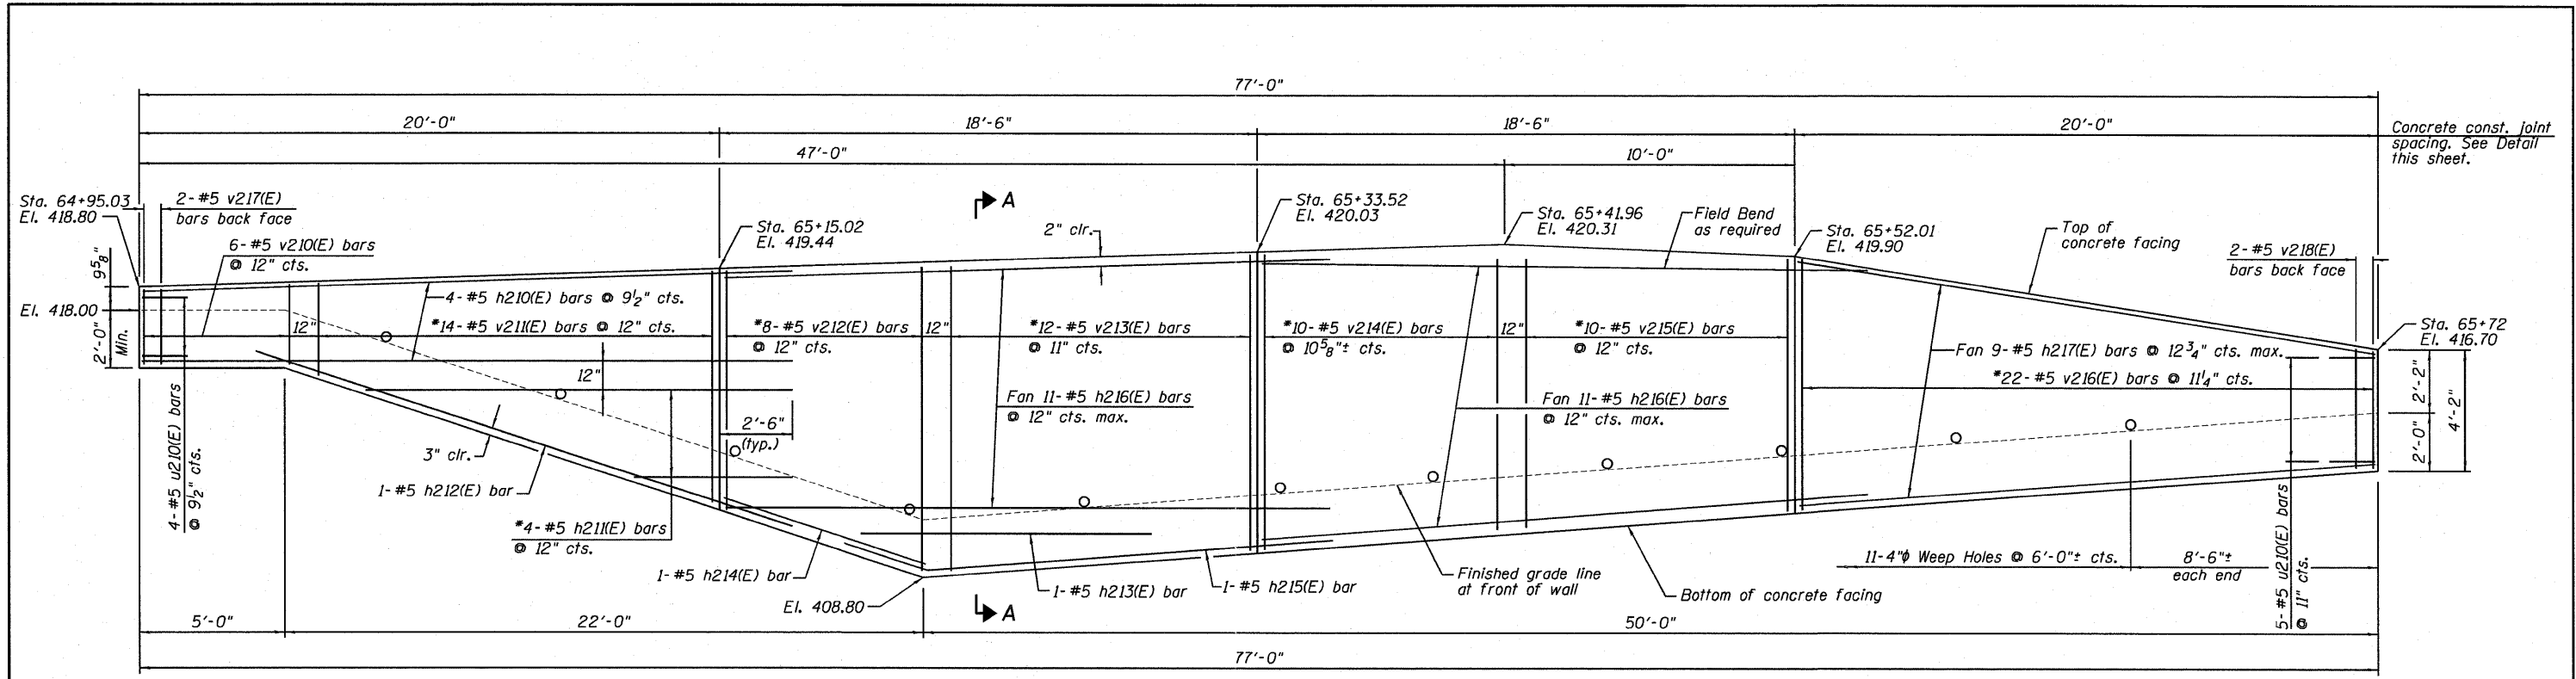 77'-0"
20'-0"
18'-6"
18'-6"
20'-0"
Concrete const. joint
spacing. See Detail
this sheet.
47'-0"
10'-0"
Sta. 64+95.03
El. 418.80
2-#5 v217(E)
bars back face
A
Sta. 65+33.52
El. 420.03
Sta. 65+41.96
El. 420.31
Field Bend
as required
Top of
concrete facing
Sta. 65+15.02
El. 419.44
2" clr.
Sta. 65+52.01
El. 419.90
2-#5 v218(E)
bars back face
6-#5 v210(E) bars
@ 12" cts.
9 5/8"
El. 418.00
2'-0"
Min.
4-#5 h210(E) bars @ 9 1/2" cts.
12"
*14-#5 v211(E) bars @ 12" cts.
*8-#5 v212(E) bars
@ 12" cts.
12"
*12-#5 v213(E) bars
@ 11" cts.
*10-#5 v214(E) bars
@ 10 5/8"± cts.
12"
*10-#5 v215(E) bars
@ 12" cts.
Sta. 65+72
El. 416.70
Fan 9-#5 h217(E) bars @ 12 3/4" cts. max.
*22-#5 v216(E) bars @ 11 1/4" cts.
12"
2'-2"
4'-2"
2'-0"
4-#5 u210(E) bars
@ 9 1/2" cts.
2'-6"
(typ.)
Fan 11-#5 h216(E) bars
@ 12" cts. max.
Fan 11-#5 h216(E) bars
@ 12" cts. max.
3" clr.
1-#5 h212(E) bar
*4-#5 h211(E) bars
@ 12" cts.
1-#5 h214(E) bar
El. 408.80
A
1-#5 h213(E) bar
1-#5 h215(E) bar
Finished grade line
at front of wall
Bottom of concrete facing
11-4"ϕ Weep Holes @ 6'-0"± cts.
8'-6"±
each end
5-#5 u210(E) bars
@ 11" cts.
5'-0"
22'-0"
50'-0"
77'-0"